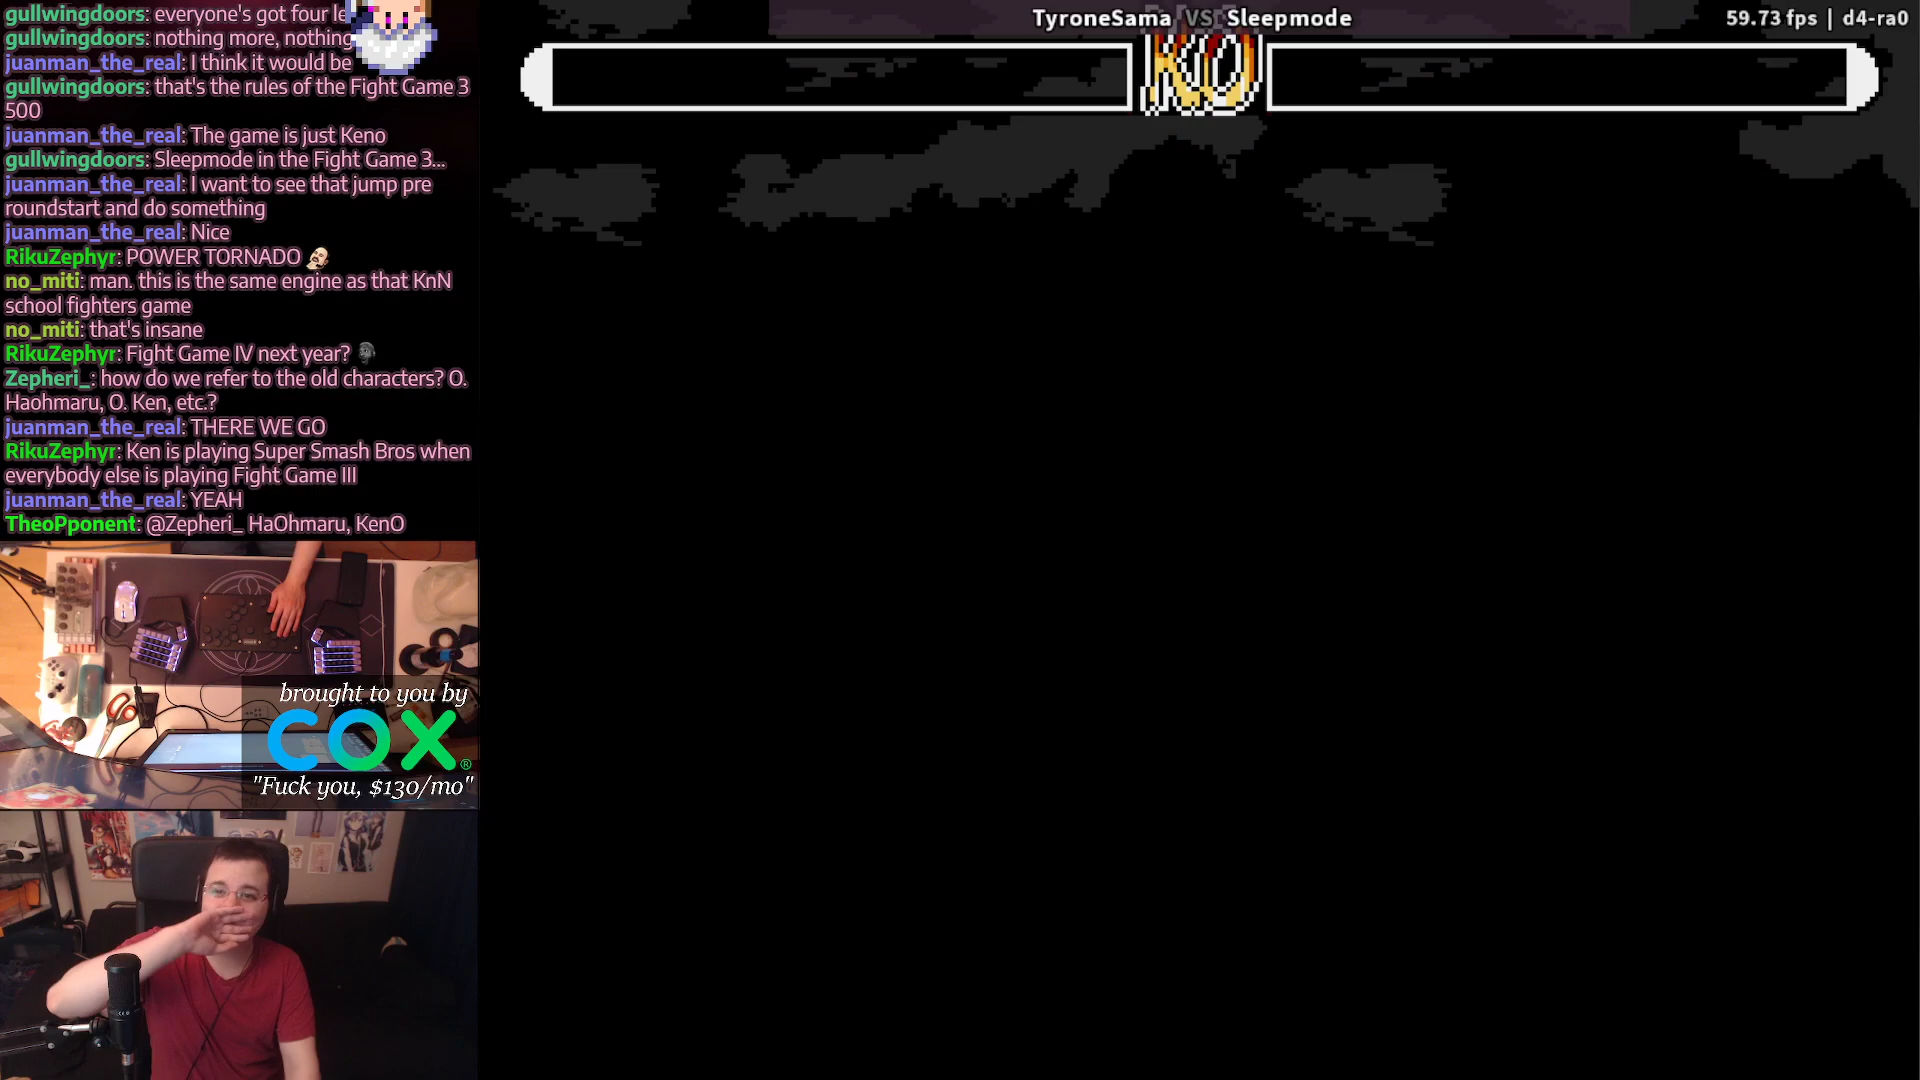 gullwingdoors: everyone's got four le
gullwingdoors: nothing more, nothing
juanman_the_real: I think it would be
gullwingdoors: that's the rules of the Fight Game 3
500
juanman_the_real: The game is just Keno
gullwingdoors: Sleepmode in the Fight Game 3...
juanman_the_real: I want to see that jump pre
roundstart and do something
juanman_the_real: Nice
RikuZephyr: POWER TORNADO
no_miti: man. this is the same engine as that KnN
school fighters game
no_miti: that's insane
RikuZephyr: Fight Game IV next year?
Zepheri_: how do we refer to the old characters? O.
Haohmaru, O. Ken, etc.?
juanman_the_real: THERE WE GO
RikuZephyr: Ken is playing Super Smash Bros when
everybody else is playing Fight Game III
juanman_the_real: YEAH
TheoPponent: @Zepheri_ HaOhmaru, KenO
brought to you by
COX®
"Fuck you, $130/mo"
TyroneSama VS Sleepmode
59.73 fps | d4-ra0
KO